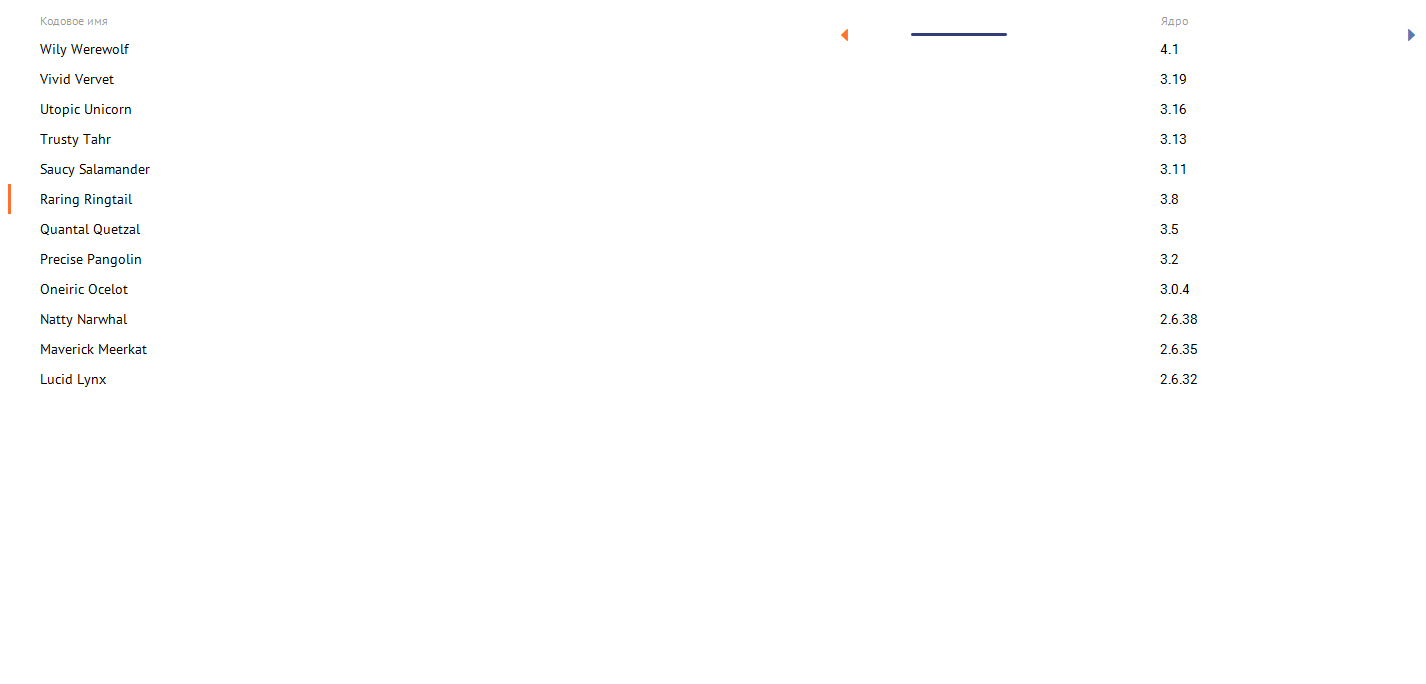 Кодовое имя Ядро
Wily Werewolf 4.1
Vivid Vervet 3.19
Utopic Unicorn 3.16
Trusty Tahr 3.13
Saucy Salamander 3.11
Raring Ringtail 3.8
Quantal Quetzal 3.5
Precise Pangolin 3.2
Oneiric Ocelot 3.0.4
Natty Narwhal 2.6.38
Maverick Meerkat 2.6.35
Lucid Lynx 2.6.32